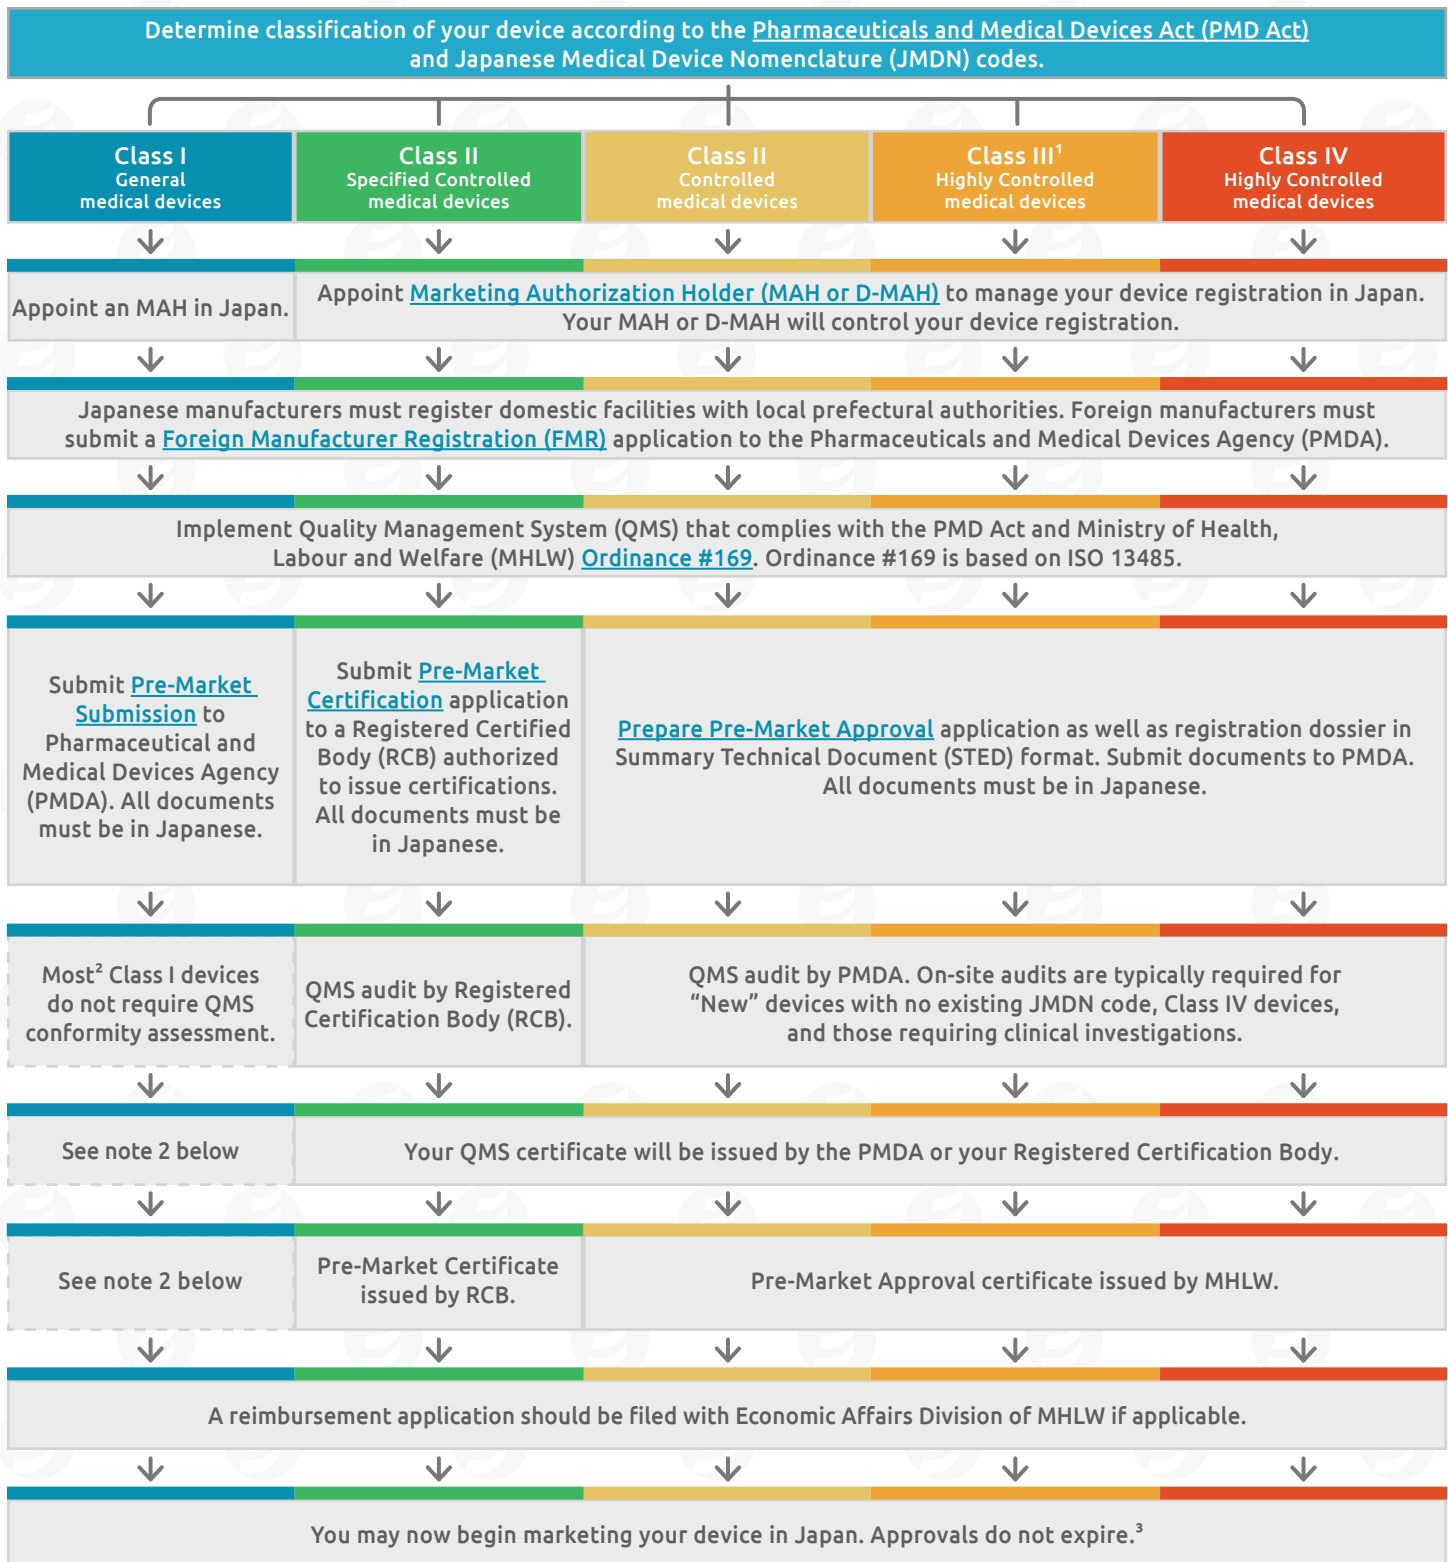 Determine classification of your device according to the Pharmaceuticals and Medical Devices Act (PMD Act)
and Japanese Medical Device Nomenclature (JMDN) codes.
Class I
General
medical devices
Class II
Specified Controlled
medical devices
Class II
Controlled
medical devices
Class III¹
Highly Controlled
medical devices
Class IV
Highly Controlled
medical devices
Appoint an MAH in Japan.
Appoint Marketing Authorization Holder (MAH or D-MAH) to manage your device registration in Japan.
Your MAH or D-MAH will control your device registration.
Japanese manufacturers must register domestic facilities with local prefectural authorities. Foreign manufacturers must
submit a Foreign Manufacturer Registration (FMR) application to the Pharmaceuticals and Medical Devices Agency (PMDA).
Implement Quality Management System (QMS) that complies with the PMD Act and Ministry of Health,
Labour and Welfare (MHLW) Ordinance #169. Ordinance #169 is based on ISO 13485.
Submit Pre-Market
Submission to
Pharmaceutical and
Medical Devices Agency
(PMDA). All documents
must be in Japanese.
Submit Pre-Market
Certification application
to a Registered Certified
Body (RCB) authorized
to issue certifications.
All documents must be
in Japanese.
Prepare Pre-Market Approval application as well as registration dossier in
Summary Technical Document (STED) format. Submit documents to PMDA.
All documents must be in Japanese.
Most² Class I devices
do not require QMS
conformity assessment.
QMS audit by Registered
Certification Body (RCB).
QMS audit by PMDA. On-site audits are typically required for
“New” devices with no existing JMDN code, Class IV devices,
and those requiring clinical investigations.
See note 2 below
Your QMS certificate will be issued by the PMDA or your Registered Certification Body.
See note 2 below
Pre-Market Certificate
issued by RCB.
Pre-Market Approval certificate issued by MHLW.
A reimbursement application should be filed with Economic Affairs Division of MHLW if applicable.
You may now begin marketing your device in Japan. Approvals do not expire.³